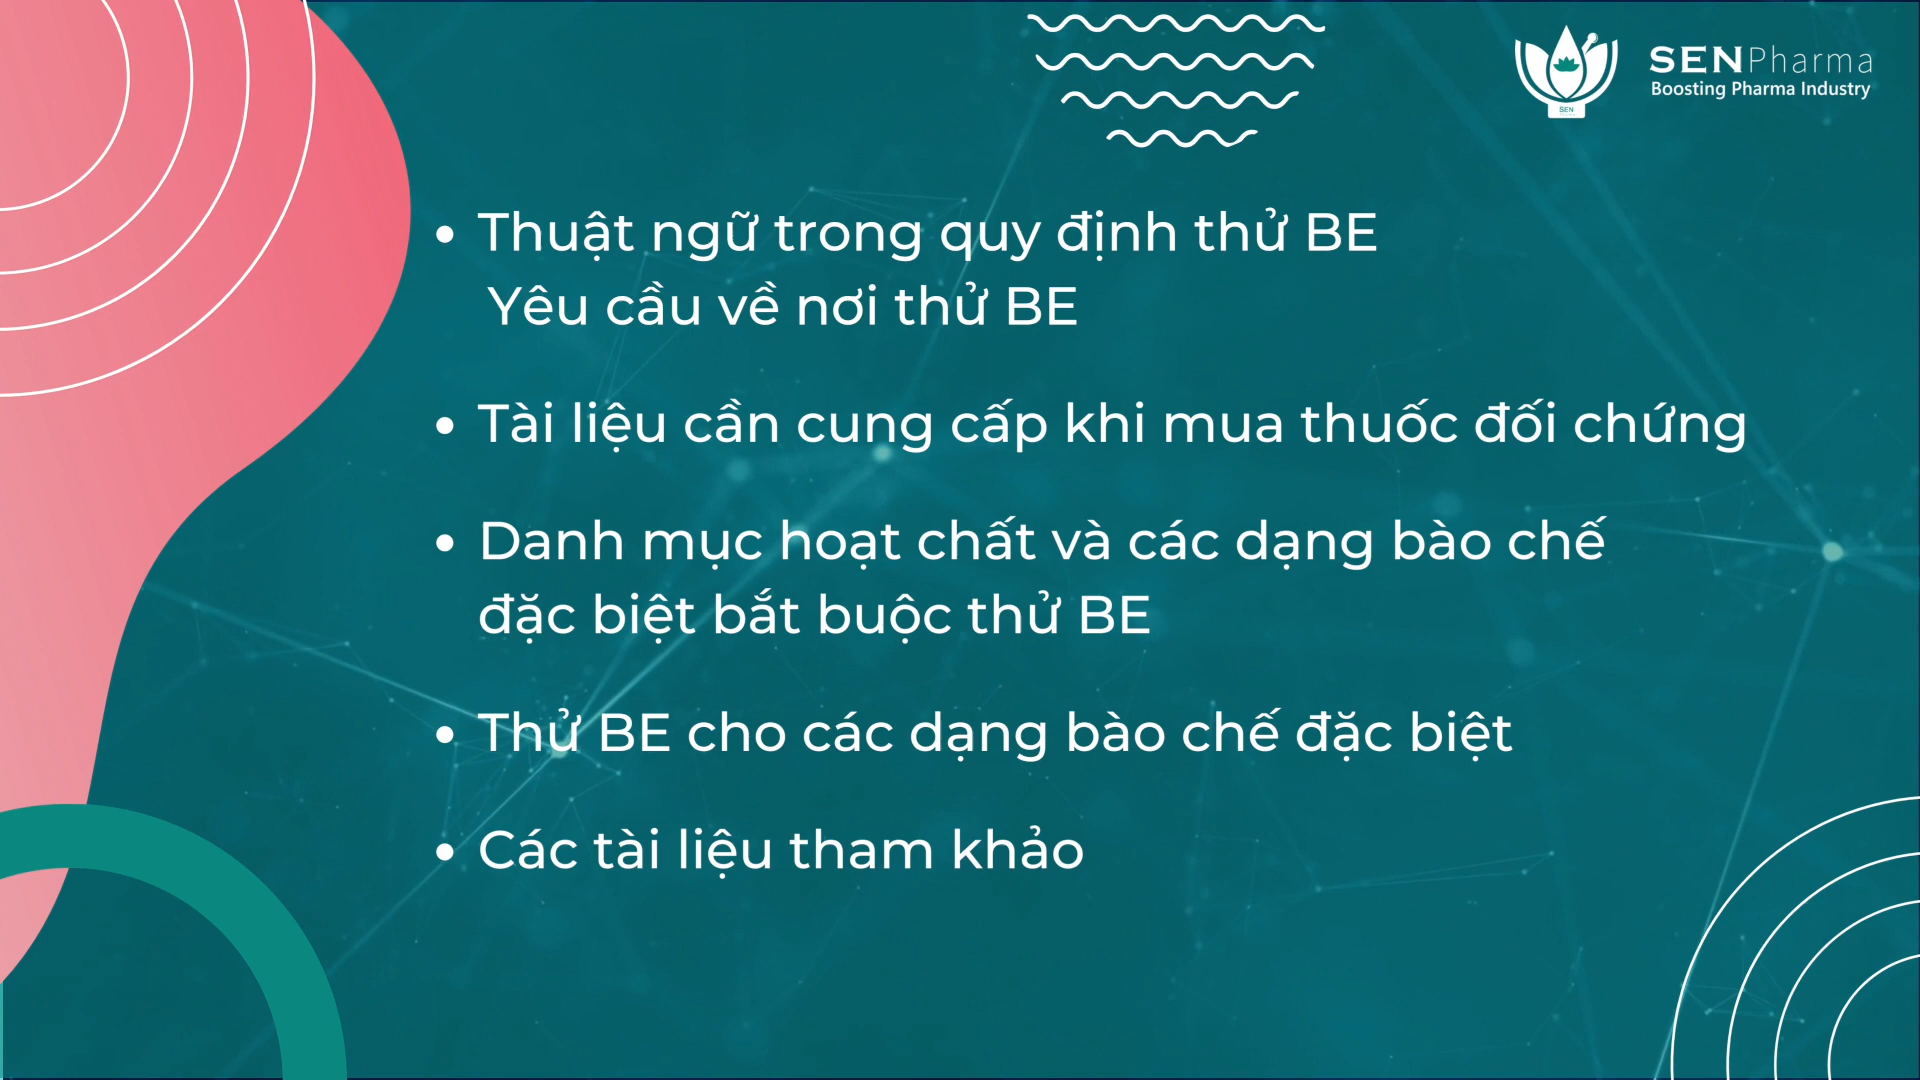 SENPharma
Boosting Pharma Industry
SEN
• Thuật ngữ trong quy định thử BE
Yêu cầu về nơi thử BE
• Tài liệu cần cung cấp khi mua thuốc đối chứng
• Danh mục hoạt chất và các dạng bào chế
đặc biệt bắt buộc thử BE
• Thử BE cho các dạng bào chế đặc biệt
• Các tài liệu tham khảo